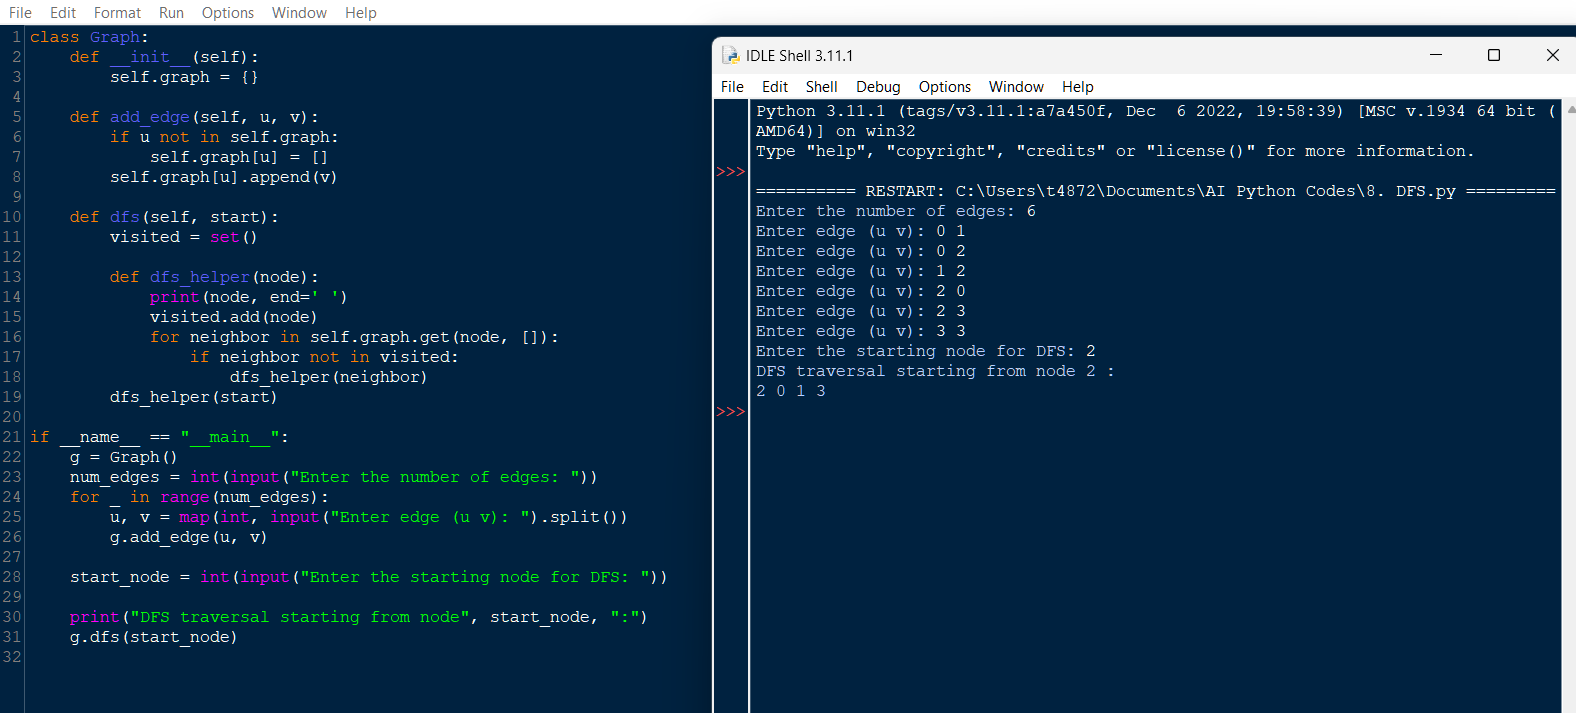 File Edit Format Run Options Window Help
1 class Graph:
2     def __init__(self):
3         self.graph = {}
4
5     def add_edge(self, u, v):
6         if u not in self.graph:
7             self.graph[u] = []
8         self.graph[u].append(v)
9
10     def dfs(self, start):
11         visited = set()
12
13         def dfs_helper(node):
14             print(node, end=' ')
15             visited.add(node)
16             for neighbor in self.graph.get(node, []):
17                 if neighbor not in visited:
18                     dfs_helper(neighbor)
19         dfs_helper(start)
20
21 if __name__ == "__main__":
22     g = Graph()
23     num_edges = int(input("Enter the number of edges: "))
24     for _ in range(num_edges):
25         u, v = map(int, input("Enter edge (u v): ").split())
26         g.add_edge(u, v)
27
28     start_node = int(input("Enter the starting node for DFS: "))
29
30     print("DFS traversal starting from node", start_node, ":")
31     g.dfs(start_node)
32
IDLE Shell 3.11.1
File Edit Shell Debug Options Window Help
Python 3.11.1 (tags/v3.11.1:a7a450f, Dec  6 2022, 19:58:39) [MSC v.1934 64 bit (
AMD64)] on win32
Type "help", "copyright", "credits" or "license()" for more information.
>>>
========== RESTART: C:\Users\t4872\Documents\AI Python Codes\8. DFS.py =========
Enter the number of edges: 6
Enter edge (u v): 0 1
Enter edge (u v): 0 2
Enter edge (u v): 1 2
Enter edge (u v): 2 0
Enter edge (u v): 2 3
Enter edge (u v): 3 3
Enter the starting node for DFS: 2
DFS traversal starting from node 2 :
2 0 1 3
>>>